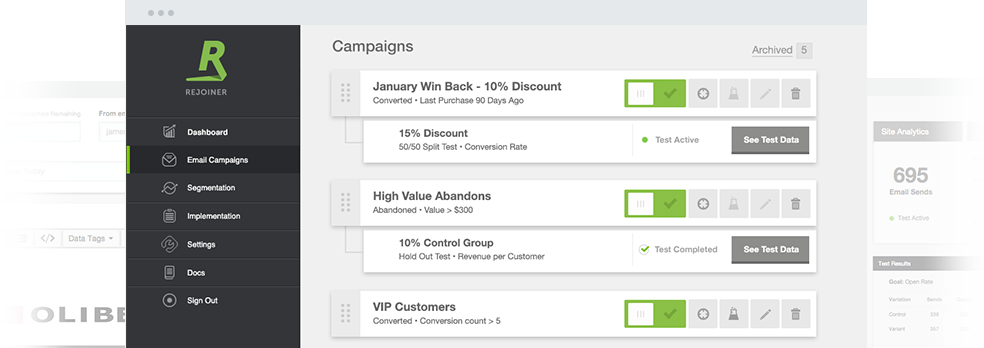 R
REJOINER
Dashboard
Email Campaigns
Segmentation
Implementation
Settings
Docs
Sign Out
Campaigns
Archived 5
January Win Back - 10% Discount
Converted • Last Purchase 90 Days Ago
15% Discount
50/50 Split Test • Conversion Rate
Test Active
See Test Data
High Value Abandons
Abandoned • Value > $300
10% Control Group
Hold Out Test • Revenue per Customer
Test Completed
See Test Data
VIP Customers
Converted • Conversion count > 5
Remaining
From em
jame
</>
Data Tags
OLIBE
Site Analytics
695
Email Sends
Test Active
Test Results
Goal: Open Rate
Variation Sends
Control
Variant